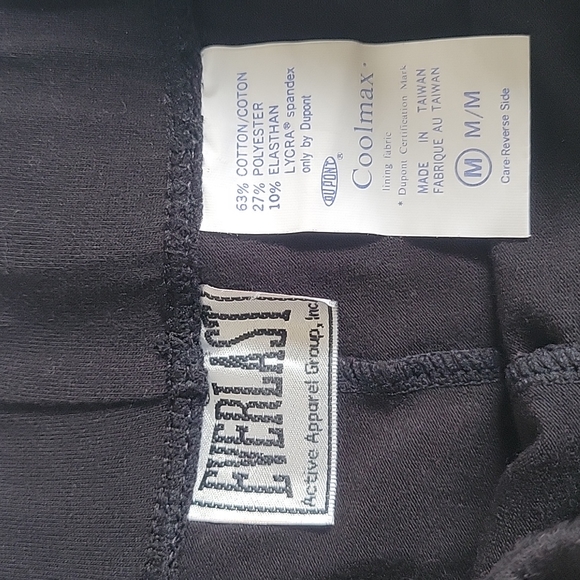 63% COTTON/COTON
27% POLYESTER
10% ELASTHAN
LYCRA® spandex
only by Dupont
DUPONT®
Coolmax
lining fabric
* Dupont Certification Mark
MADE IN TAIWAN
FABRIQUE AU TAIWAN
M M/M
Care-Reverse Side
EVERLAST
Active Apparel Group, Inc.